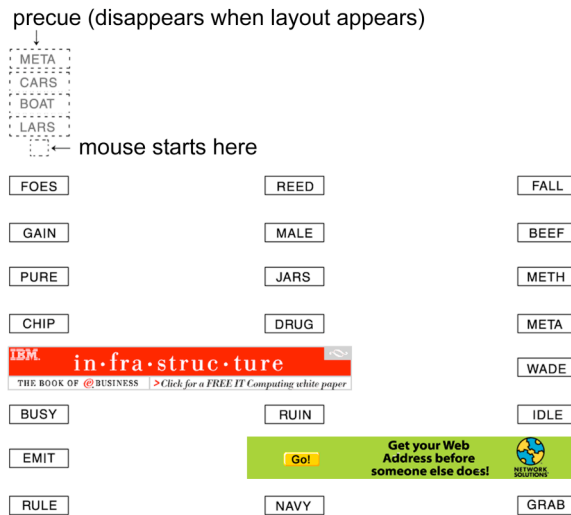 precue (disappears when layout appears)
META
CARS
BOAT
LARS
mouse starts here
FOES REED FALL
GAIN MALE BEEF
PURE JARS METH
CHIP DRUG META
IBM in·fra·struc·ture
THE BOOK OF @ BUSINESS >Click for a FREE IT Computing white paper
WADE
BUSY RUIN IDLE
EMIT
Go!
Get your Web
Address before
someone else does!
NETWORK
SOLUTIONS
RULE NAVY GRAB